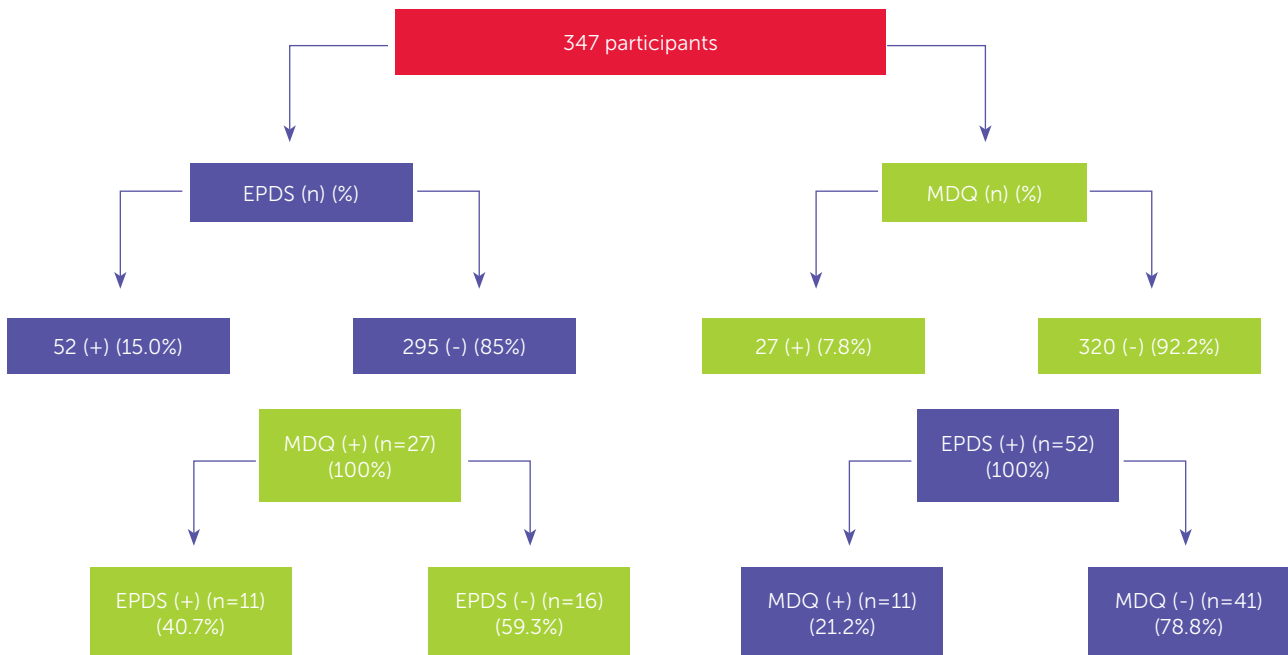 347 participants
EPDS (n) (%)
MDQ (n) (%)
52 (+) (15.0%)
295 (-) (85%)
27 (+) (7.8%)
320 (-) (92.2%)
MDQ (+) (n=27)
(100%)
EPDS (+) (n=52)
(100%)
EPDS (+) (n=11)
(40.7%)
EPDS (-) (n=16)
(59.3%)
MDQ (+) (n=11)
(21.2%)
MDQ (-) (n=41)
(78.8%)